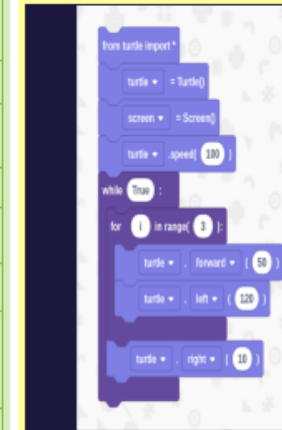 from turtle import *
turtle = Turtle()
screen = Screen()
turtle .speed( 100 )
while True :
for i in range( 3 ):
turtle . forward ( 50 )
turtle . left ( 120 )
turtle . right ( 10 )